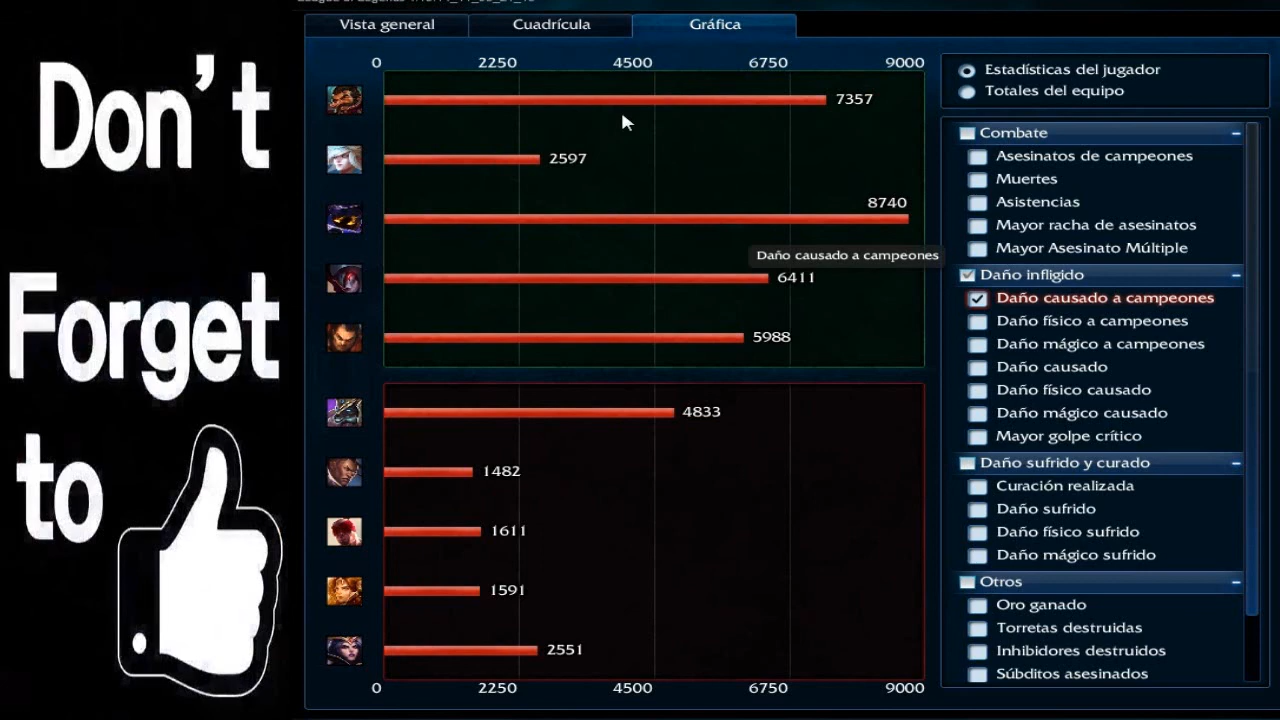 Don't
Forget
to
Vista general
Cuadrícula
Gráfica
0 2250 4500 6750 9000
7357
2597
8740
Daño causado a campeones
6411
5988
4833
1482
1611
1591
2551
0 2250 4500 6750 9000
Estadísticas del jugador
Totales del equipo
Combate
Asesinatos de campeones
Muertes
Asistencias
Mayor racha de asesinatos
Mayor Asesinato Múltiple
Daño infligido
Daño causado a campeones
Daño físico a campeones
Daño mágico a campeones
Daño causado
Daño físico causado
Daño mágico causado
Mayor golpe crítico
Daño sufrido y curado
Curación realizada
Daño sufrido
Daño físico sufrido
Daño mágico sufrido
Otros
Oro ganado
Torretas destruidas
Inhibidores destruidos
Súbditos asesinados